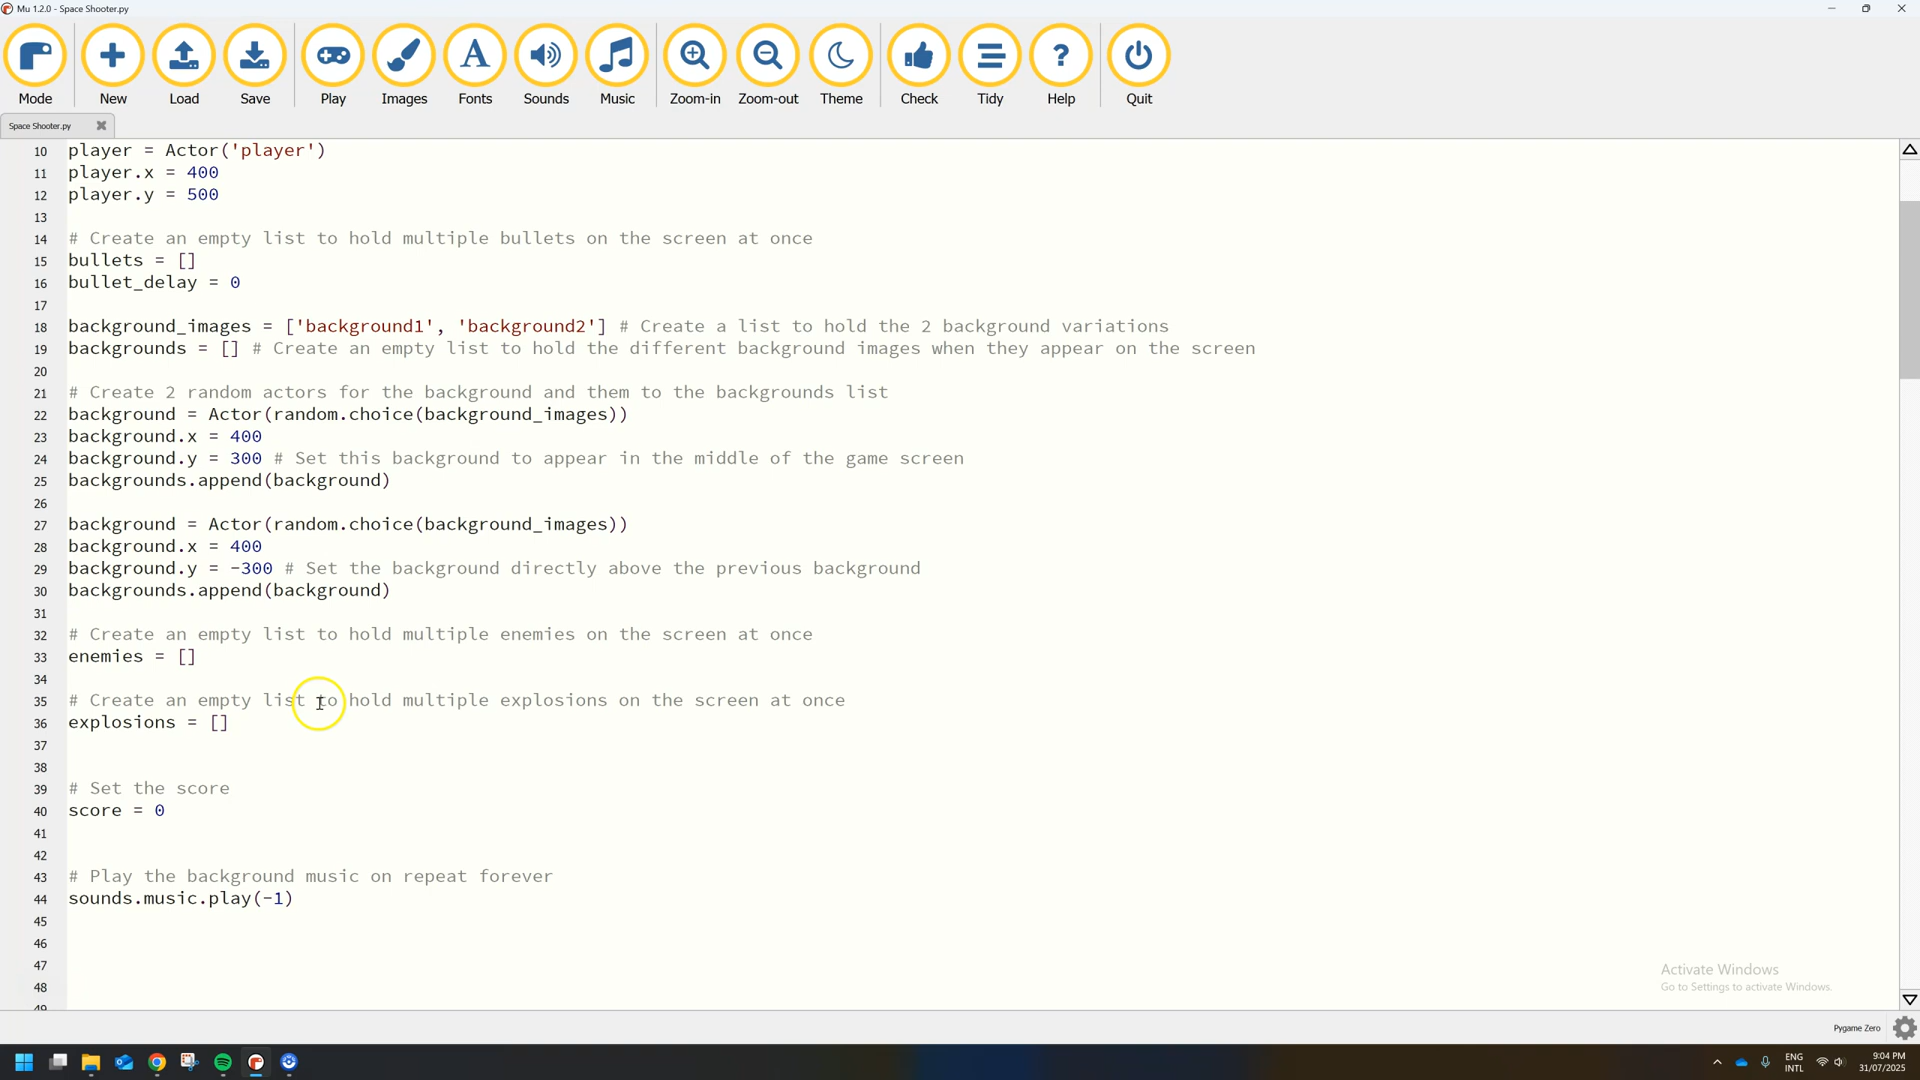 Mu 1.2.0 - Space Shooter.py
Mode New Load Save Play Images Fonts Sounds Music Zoom-in Zoom-out Theme Check Tidy Help Quit
Space Shooter.py
10 player = Actor('player')
11 player.x = 400
12 player.y = 500
13
14 # Create an empty list to hold multiple bullets on the screen at once
15 bullets = []
16 bullet_delay = 0
17
18 background_images = ['background1', 'background2'] # Create a list to hold the 2 background variations
19 backgrounds = [] # Create an empty list to hold the different background images when they appear on the screen
20
21 # Create 2 random actors for the background and them to the backgrounds list
22 background = Actor(random.choice(background_images))
23 background.x = 400
24 background.y = 300 # Set this background to appear in the middle of the game screen
25 backgrounds.append(background)
26
27 background = Actor(random.choice(background_images))
28 background.x = 400
29 background.y = -300 # Set the background directly above the previous background
30 backgrounds.append(background)
31
32 # Create an empty list to hold multiple enemies on the screen at once
33 enemies = []
34
35 # Create an empty list to hold multiple explosions on the screen at once
36 explosions = []
37
38
39 # Set the score
40 score = 0
41
42
43 # Play the background music on repeat forever
44 sounds.music.play(-1)
45
46
47
48
49
Activate Windows
Go to Settings to activate Windows.
Pygame Zero
ENG
INTL
9:04 PM
31/07/2025